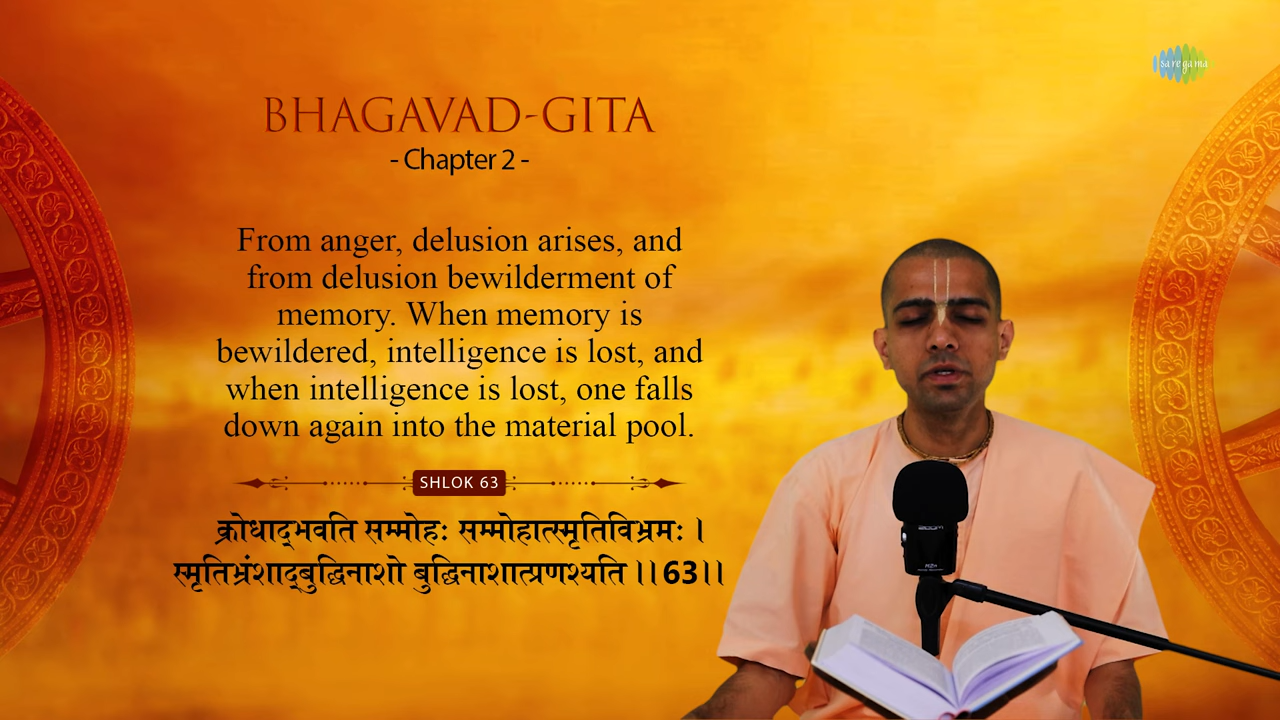 saregama
BHAGAVAD-GITA
- Chapter 2 -
From anger, delusion arises, and
from delusion bewilderment of
memory. When memory is
bewildered, intelligence is lost, and
when intelligence is lost, one falls
down again into the material pool.
SHLOK 63
क्रोधाद्भवति सम्मोहः सम्मोहात्स्मृतिविभ्रमः ।
स्मृतिभ्रंशाद्बुद्धिनाशो बुद्धिनाशात्प्रणश्यति ।। 63 ।।
zoom